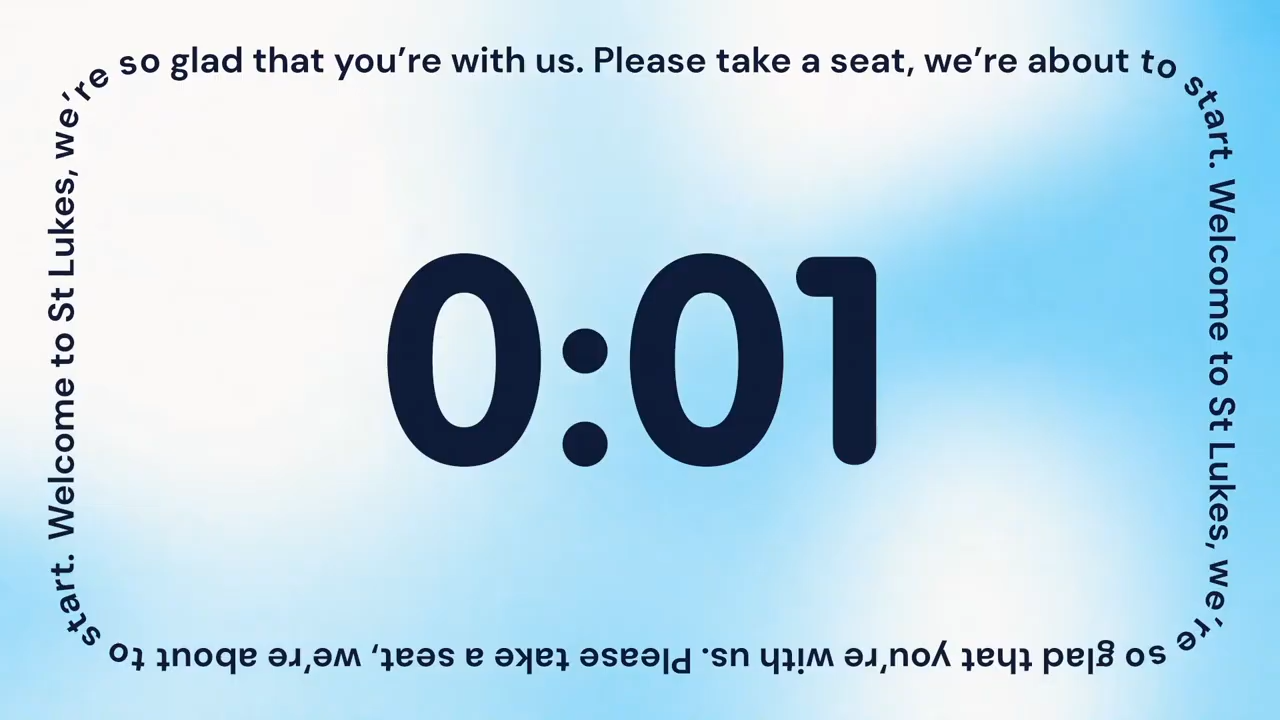 Welcome to St Lukes, we’re so glad that you’re with us. Please take a seat, we’re about to start.
Welcome to St Lukes, we’re so glad that you’re with us. Please take a seat, we’re about to start.
0:01